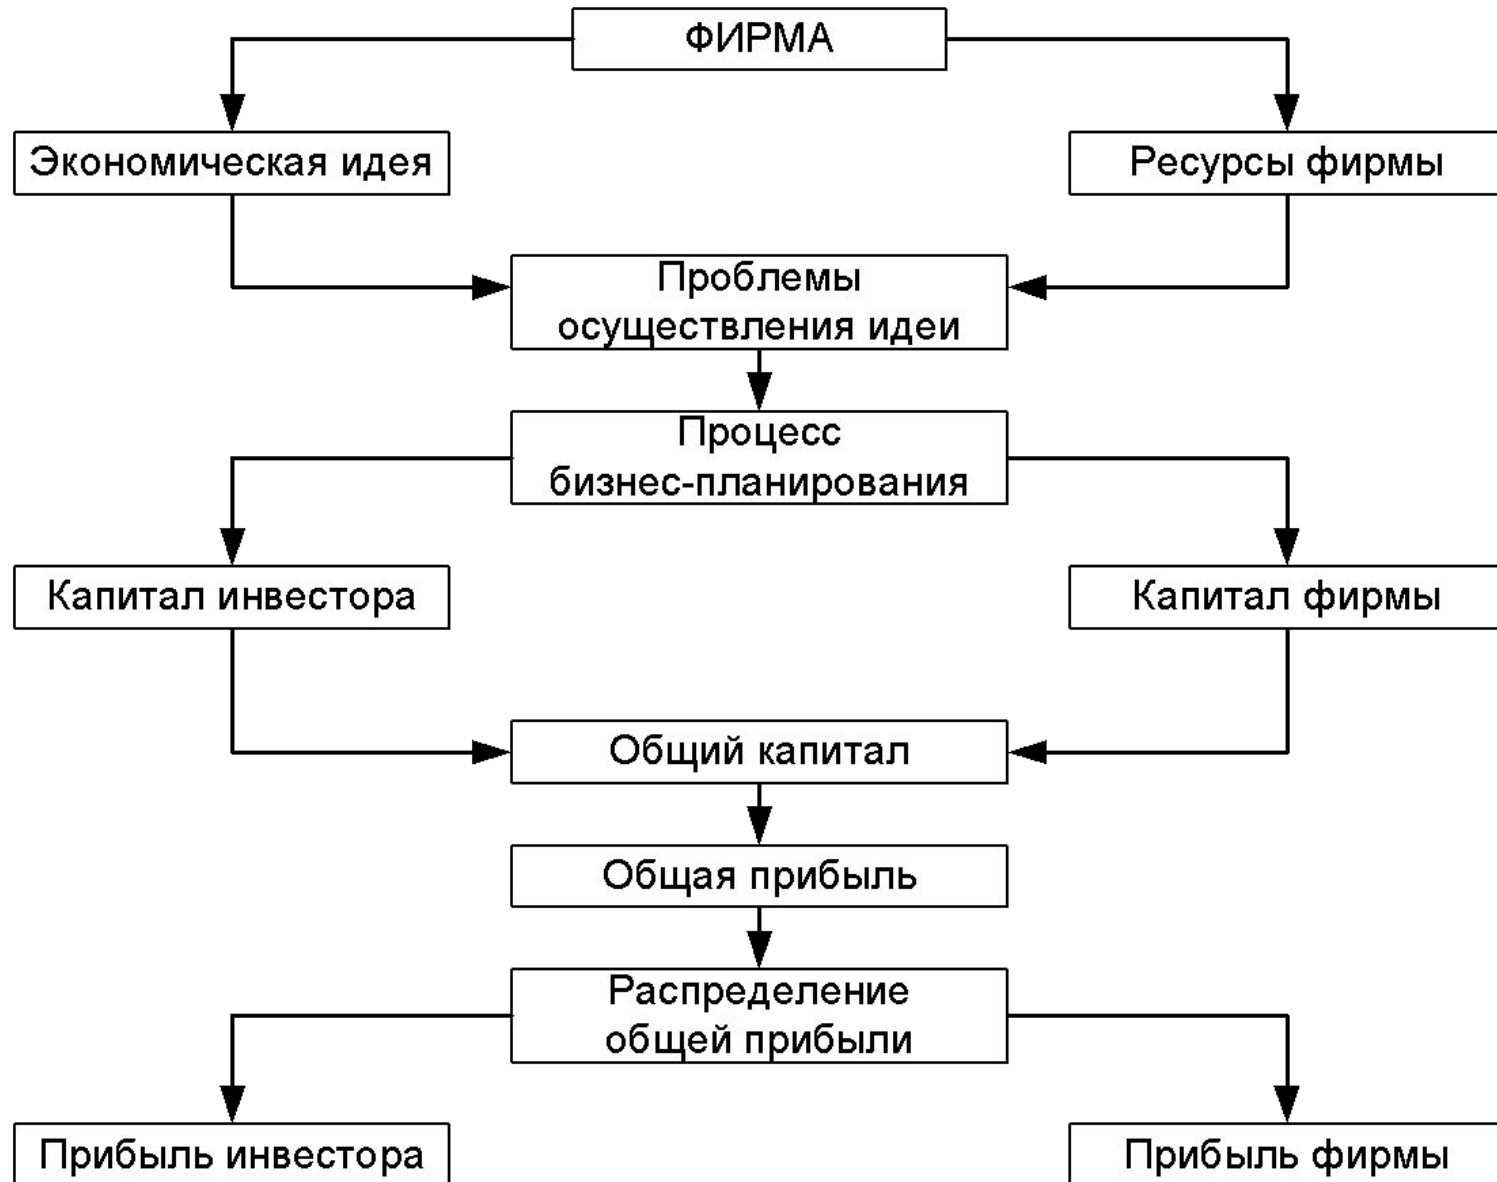 ФИРМА
Экономическая идея
Ресурсы фирмы
Проблемы
осуществления идеи
Процесс
бизнес-планирования
Капитал инвестора
Капитал фирмы
Общий капитал
Общая прибыль
Распределение
общей прибыли
Прибыль инвестора
Прибыль фирмы